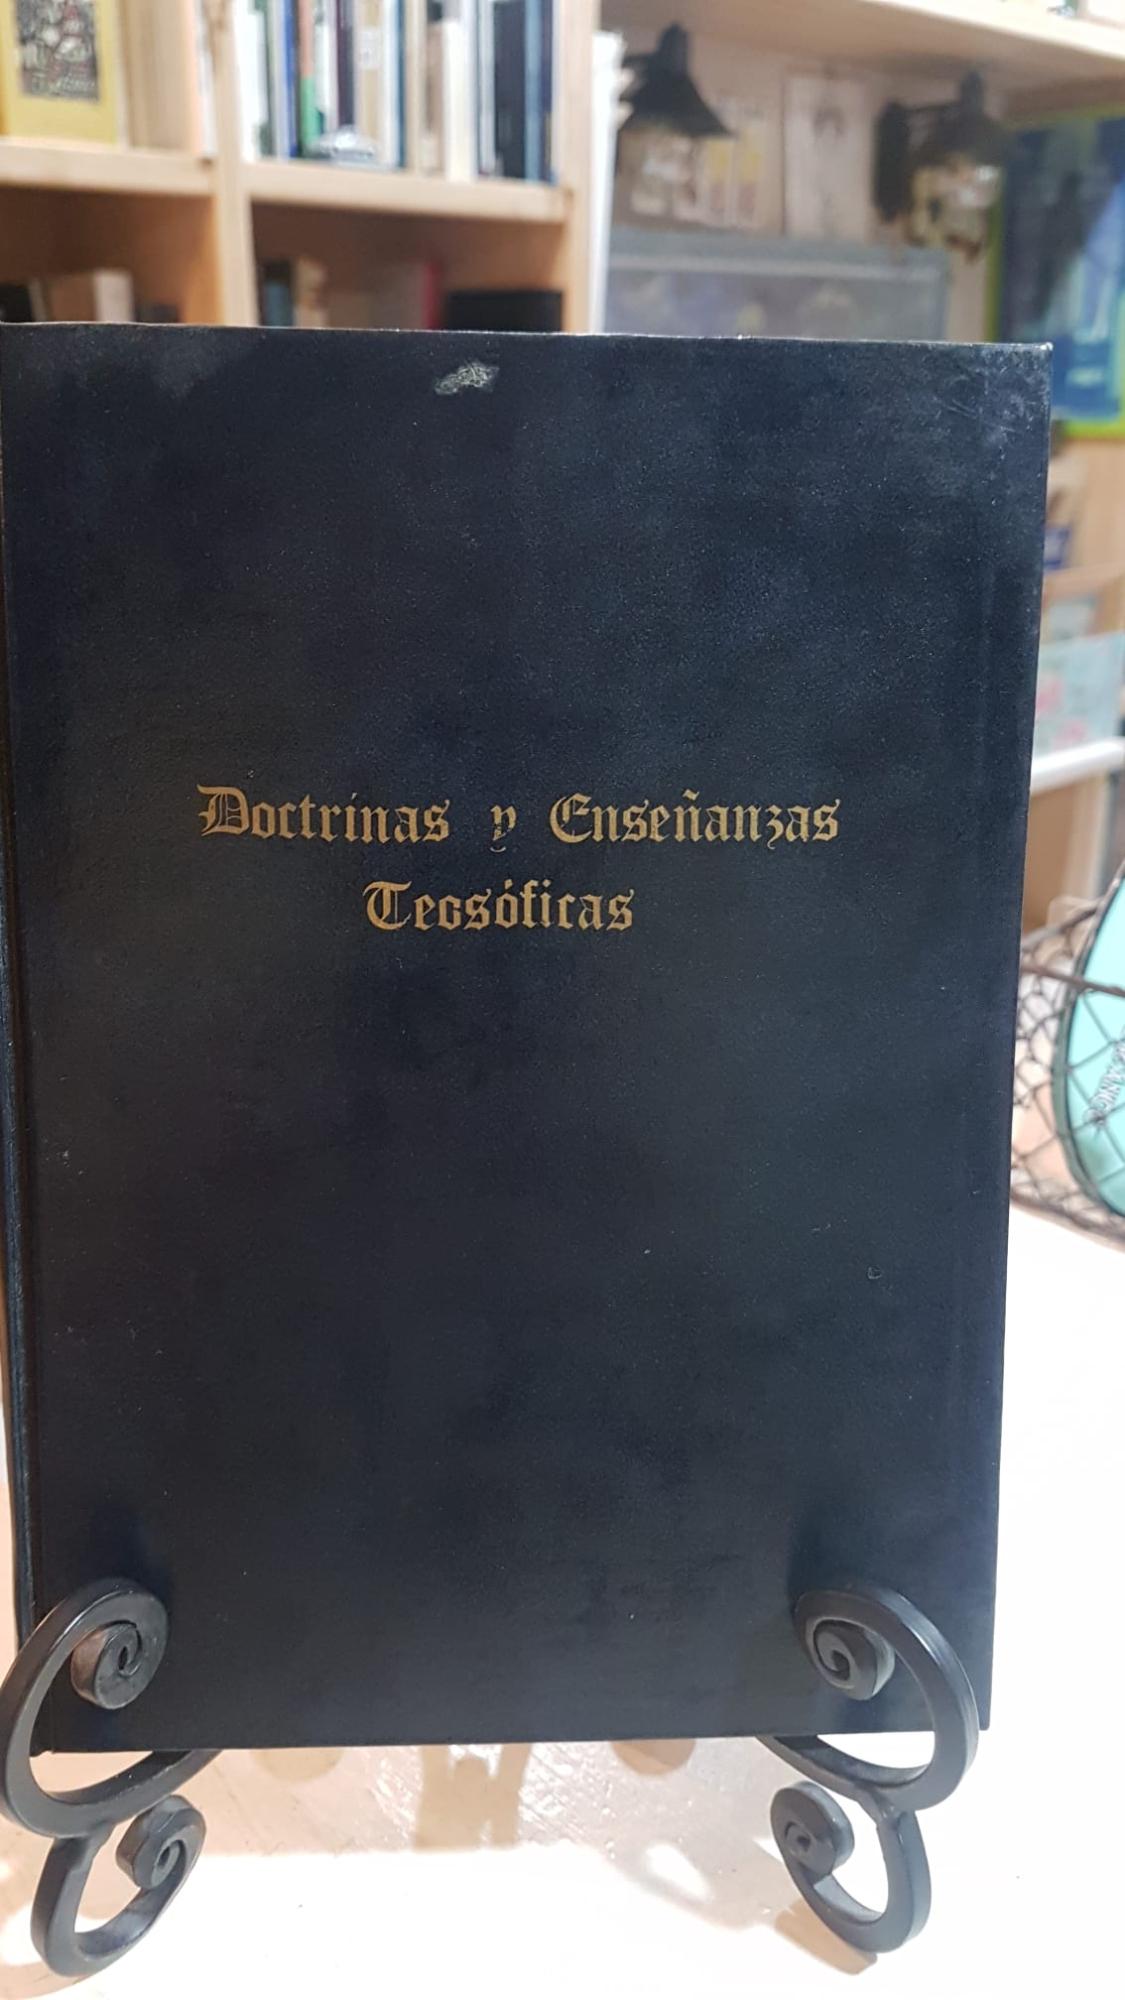 Doctrinas y Enseñanzas
Teosóficas